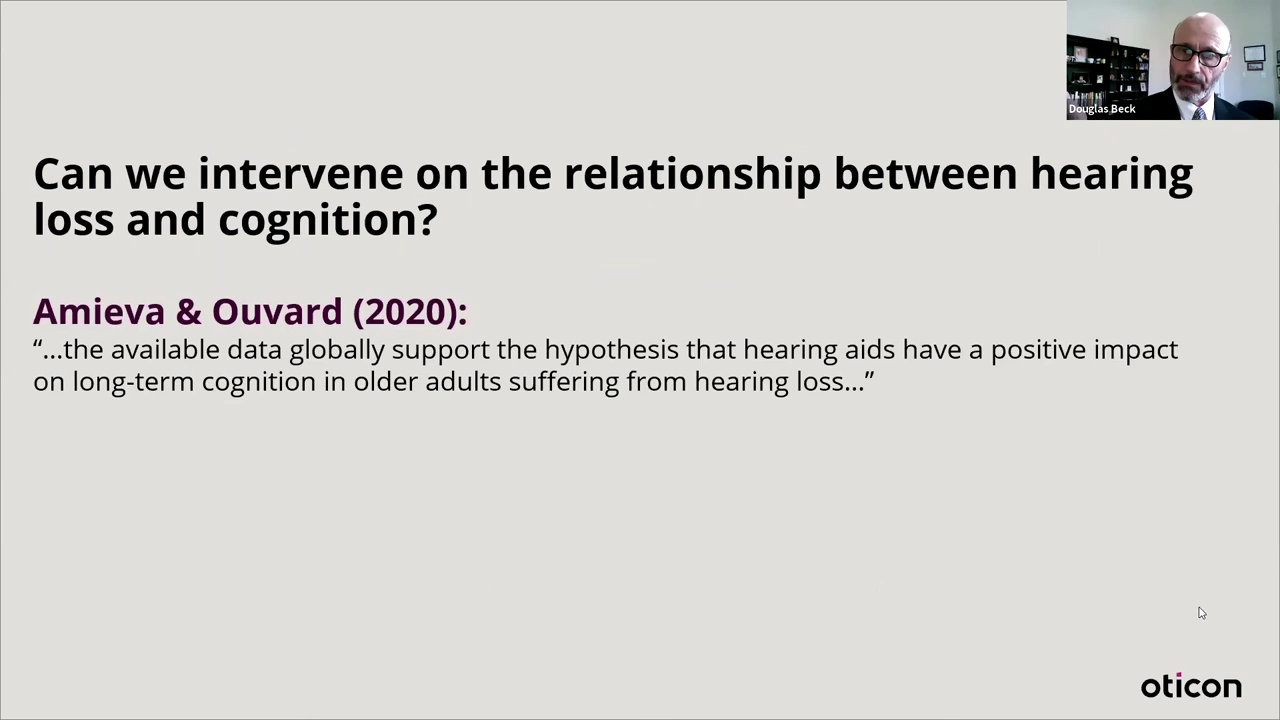 Douglas Beck
Can we intervene on the relationship between hearing
loss and cognition?
Amieva & Ouvard (2020):
“...the available data globally support the hypothesis that hearing aids have a positive impact
on long-term cognition in older adults suffering from hearing loss...”
oticon